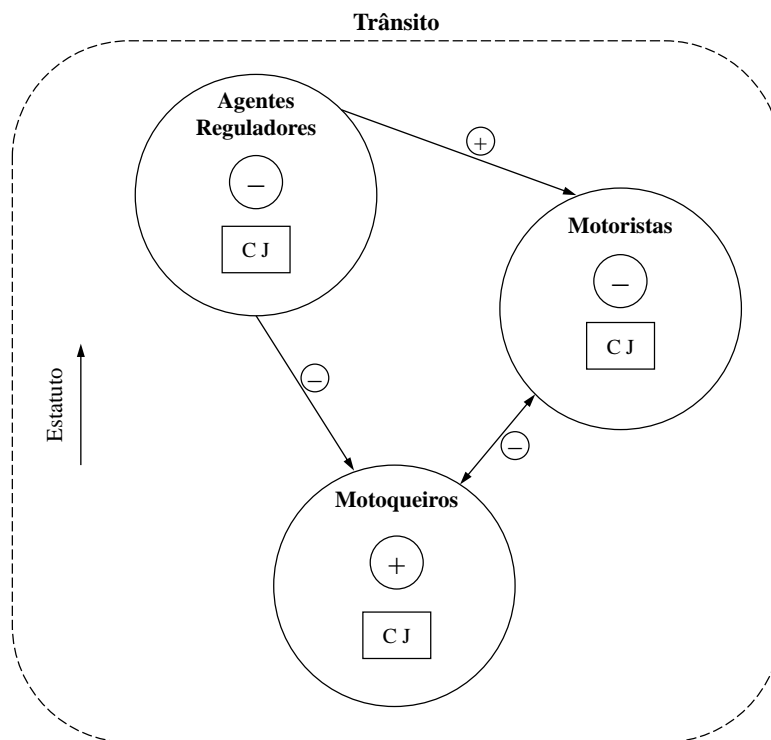 Trânsito
Agentes
Reguladores
−
C J
+
Motoristas
−
C J
−
Estatuto
−
Motoqueiros
+
C J